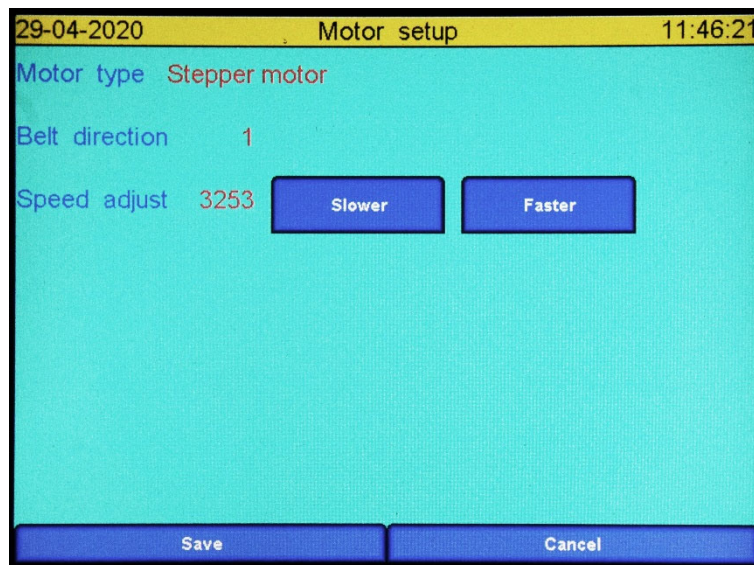 29-04-2020 Motor setup 11:46:21
Motor type Stepper motor
Belt direction 1
Speed adjust 3253 Slower Faster
Save Cancel